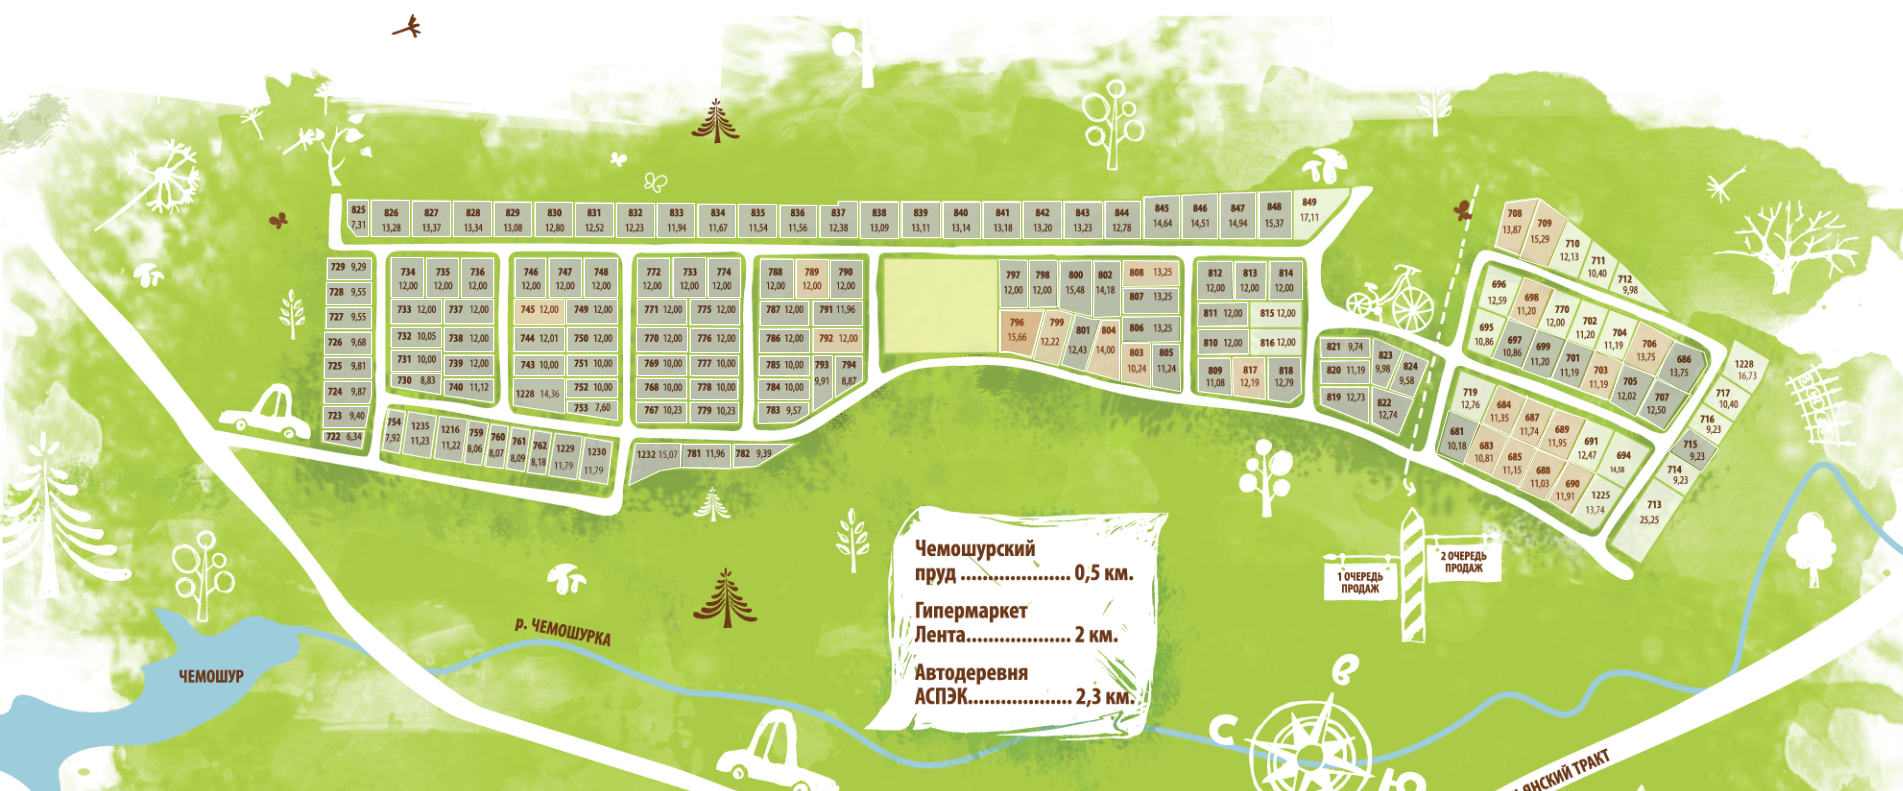 825 826 827 828 829 830 831 832 833 834 835 836 837 838 839 840 841 842 843 844 845 846 847 848 849
7,31 13,28 13,37 13,34 13,08 12,80 12,52 12,23 11,94 11,67 11,54 11,56 12,38 13,09 13,11 13,14 13,18 13,20 13,23 12,78 14,64 14,51 14,94 15,37 17,11
729 9,29
728 9,55
727 9,55
726 9,68
725 9,81
724 9,87
723 9,40
722 6,34
734 735 736
12,00 12,00 12,00
733 12,00 737 12,00
732 10,05 738 12,00
731 10,00 739 12,00
730 8,83 740 11,12
746 747 748
12,00 12,00 12,00
745 12,00 749 12,00
744 12,01 750 12,00
743 10,00 751 10,00
1228 14,36 752 10,00
753 7,60
772 733 774
12,00 12,00 12,00
771 12,00 775 12,00
770 12,00 776 12,00
769 10,00 777 10,00
768 10,00 778 10,00
767 10,23 779 10,23
788 789 790
12,00 12,00 12,00
787 12,00 791 11,96
786 12,00 792 12,00
785 10,00 793 794
784 10,00 9,91 8,87
783 9,57
754 1235 1216 759 760 761 762 1229 1230
7,92 11,23 11,22 8,06 8,07 8,09 8,18 11,79 11,79
1232 15,07 781 11,96 782 9,39
797 798 800 802
12,00 12,00 15,48 14,18
808 13,25
807 13,25
796 799 801 804
15,66 12,22 12,43 14,00
806 13,25
803 805
10,24 11,24
812 813 814
12,00 12,00 12,00
811 12,00 815 12,00
810 12,00 816 12,00
809 817 818
11,08 12,19 12,79
821 9,74
820 11,19
819 12,73
823 824
9,98 9,58
822
12,74
708 709 710 711 712
13,87 15,29 12,13 10,40 9,98
696 698 770 702 704 706 686
12,59 11,20 12,00 11,20 11,19 13,75 13,75
695 697 699 701 703 705 707
10,86 10,86 11,20 11,19 11,19 12,02 12,50
719 684 687 689 691 694
12,76 11,35 11,74 11,95 12,47 14,58
681 683 685 688 690 1225
10,18 10,81 11,15 11,03 11,91 13,74
1228
16,73
717
10,40
716
9,23
715
9,23
714
9,23
713
25,25
Чемошурский
пруд .................... 0,5 км.
Гипермаркет
Лента................... 2 км.
Автодеревня
АСПЭК................... 2,3 км.
1 ОЧЕРЕДЬ
ПРОДАЖ
2 ОЧЕРЕДЬ
ПРОДАЖ
р. ЧЕМОШУРКА
ЧЕМОШУР
В
С
Ю
ЯНСКИЙ ТРАКТ